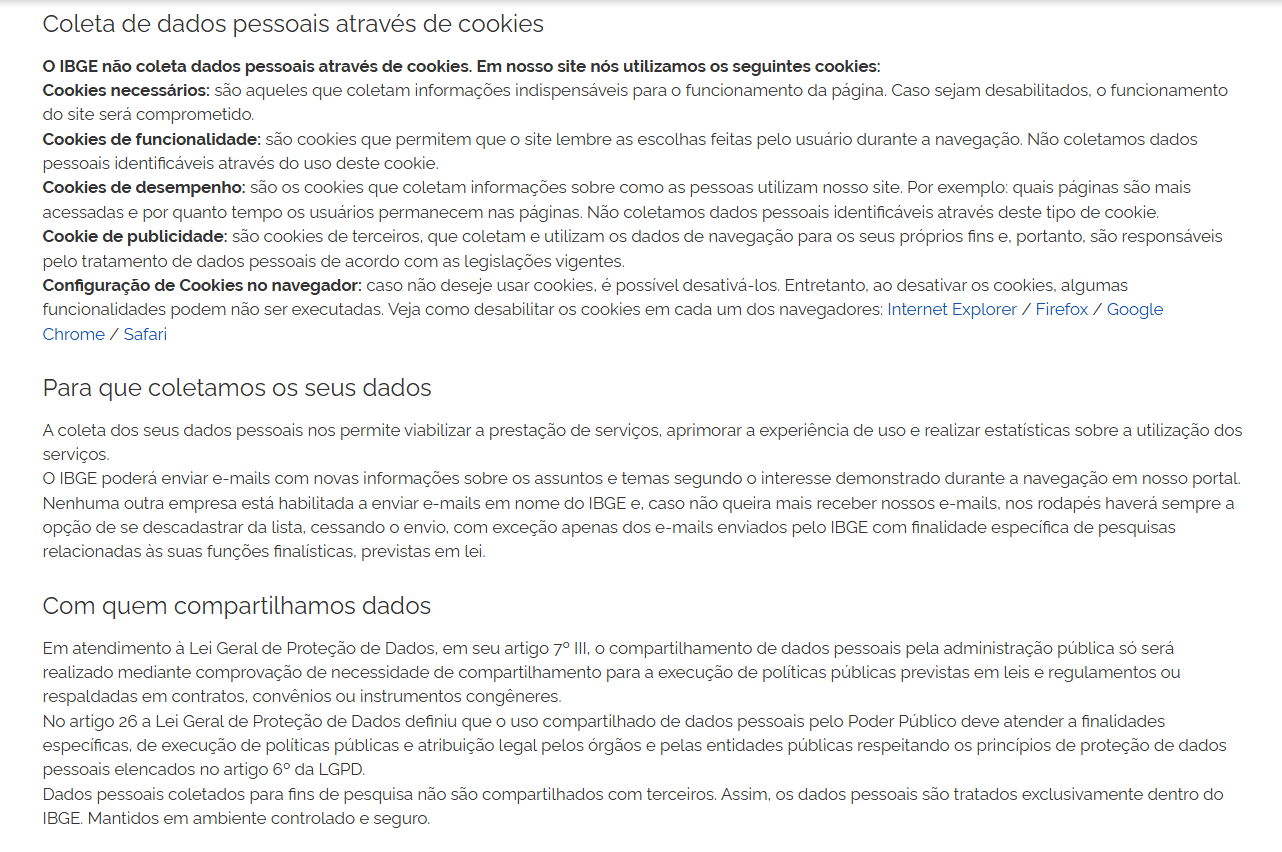 Coleta de dados pessoais através de cookies
O IBGE não coleta dados pessoais através de cookies. Em nosso site nós utilizamos os seguintes cookies:
Cookies necessários: são aqueles que coletam informações indispensáveis para o funcionamento da página. Caso sejam desabilitados, o funcionamento
do site será comprometido.
Cookies de funcionalidade: são cookies que permitem que o site lembre as escolhas feitas pelo usuário durante a navegação. Não coletamos dados
pessoais identificáveis através do uso deste cookie.
Cookies de desempenho: são os cookies que coletam informações sobre como as pessoas utilizam nosso site. Por exemplo: quais páginas são mais
acessadas e por quanto tempo os usuários permanecem nas páginas. Não coletamos dados pessoais identificáveis através deste tipo de cookie.
Cookie de publicidade: são cookies de terceiros, que coletam e utilizam os dados de navegação para os seus próprios fins e, portanto, são responsáveis
pelo tratamento de dados pessoais de acordo com as legislações vigentes.
Configuração de Cookies no navegador: caso não deseje usar cookies, é possível desativá-los. Entretanto, ao desativar os cookies, algumas
funcionalidades podem não ser executadas. Veja como desabilitar os cookies em cada um dos navegadores: Internet Explorer / Firefox / Google
Chrome / Safari
Para que coletamos os seus dados
A coleta dos seus dados pessoais nos permite viabilizar a prestação de serviços, aprimorar a experiência de uso e realizar estatísticas sobre a utilização dos
serviços.
O IBGE poderá enviar e-mails com novas informações sobre os assuntos e temas segundo o interesse demonstrado durante a navegação em nosso portal.
Nenhuma outra empresa está habilitada a enviar e-mails em nome do IBGE e, caso não queira mais receber nossos e-mails, nos rodapés haverá sempre a
opção de se descadastrar da lista, cessando o envio, com exceção apenas dos e-mails enviados pelo IBGE com finalidade específica de pesquisas
relacionadas às suas funções finalísticas, previstas em lei.
Com quem compartilhamos dados
Em atendimento à Lei Geral de Proteção de Dados, em seu artigo 7º III, o compartilhamento de dados pessoais pela administração pública só será
realizado mediante comprovação de necessidade de compartilhamento para a execução de políticas públicas previstas em leis e regulamentos ou
respaldadas em contratos, convênios ou instrumentos congêneres.
No artigo 26 a Lei Geral de Proteção de Dados definiu que o uso compartilhado de dados pessoais pelo Poder Público deve atender a finalidades
específicas, de execução de políticas públicas e atribuição legal pelos órgãos e pelas entidades públicas respeitando os princípios de proteção de dados
pessoais elencados no artigo 6º da LGPD.
Dados pessoais coletados para fins de pesquisa não são compartilhados com terceiros. Assim, os dados pessoais são tratados exclusivamente dentro do
IBGE. Mantidos em ambiente controlado e seguro.